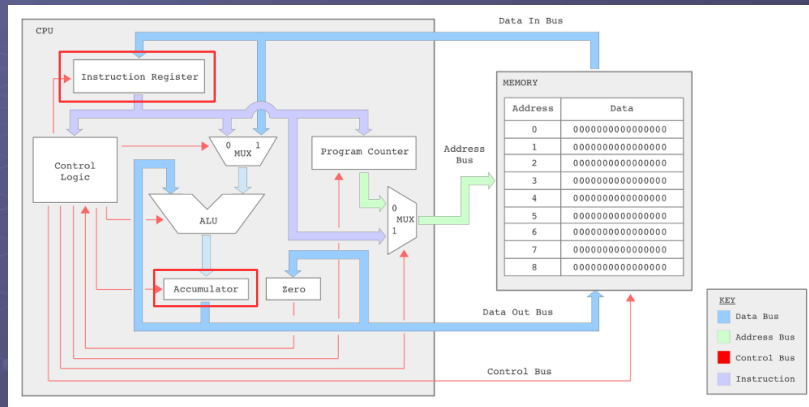 Data In Bus
CPU
Instruction Register
MEMORY
Address Data
0 0000000000000000
1 0000000000000000
2 0000000000000000
3 0000000000000000
4 0000000000000000
5 0000000000000000
6 0000000000000000
7 0000000000000000
8 0000000000000000
Address
Bus
Control
Logic
0 1
MUX
Program Counter
0
MUX
1
ALU
Accumulator
Zero
Data Out Bus
Control Bus
KEY
Data Bus
Address Bus
Control Bus
Instruction